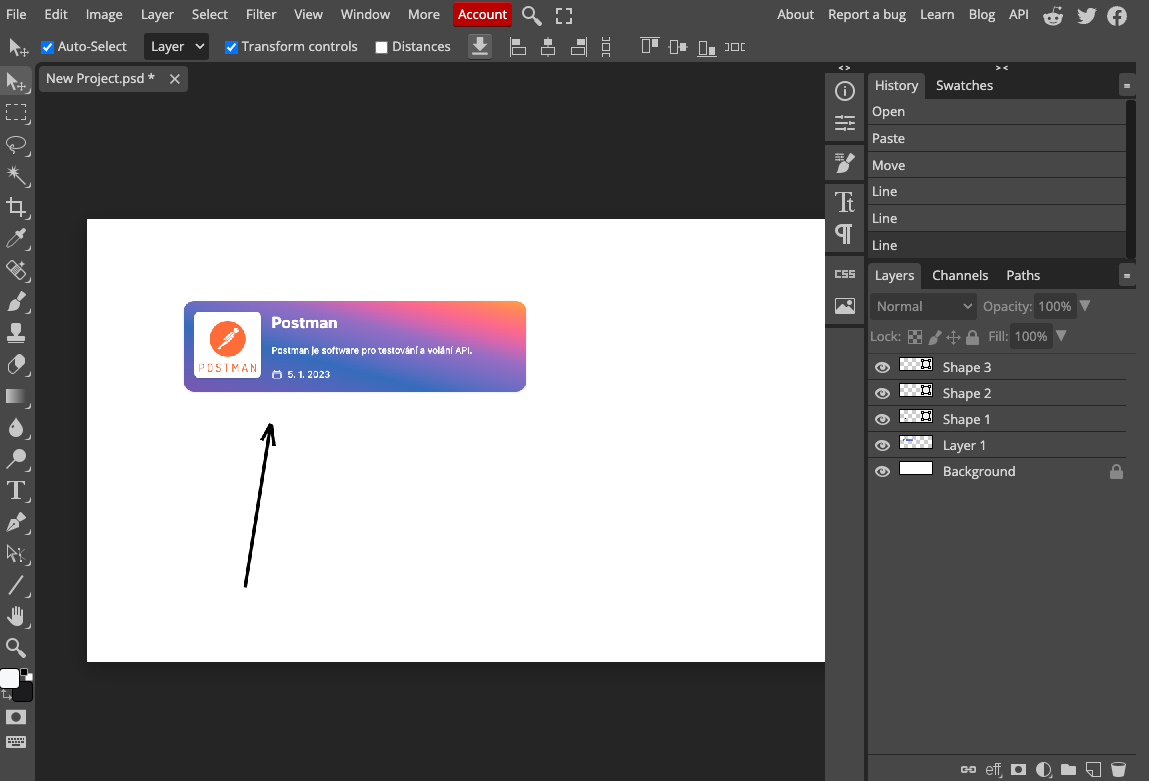 File Edit Image Layer Select Filter View Window More Account About Report a bug Learn Blog API
Auto-Select Layer Transform controls Distances
New Project.psd *
History Swatches
Open
Paste
Move
Line
Line
Line
CSS
Layers Channels Paths
Normal Opacity: 100%
Lock: Fill: 100%
Shape 3
Shape 2
Shape 1
Layer 1
Background
eff
Postman
Postman je software pro testování a volání API.
POSTMAN
5. 1. 2023